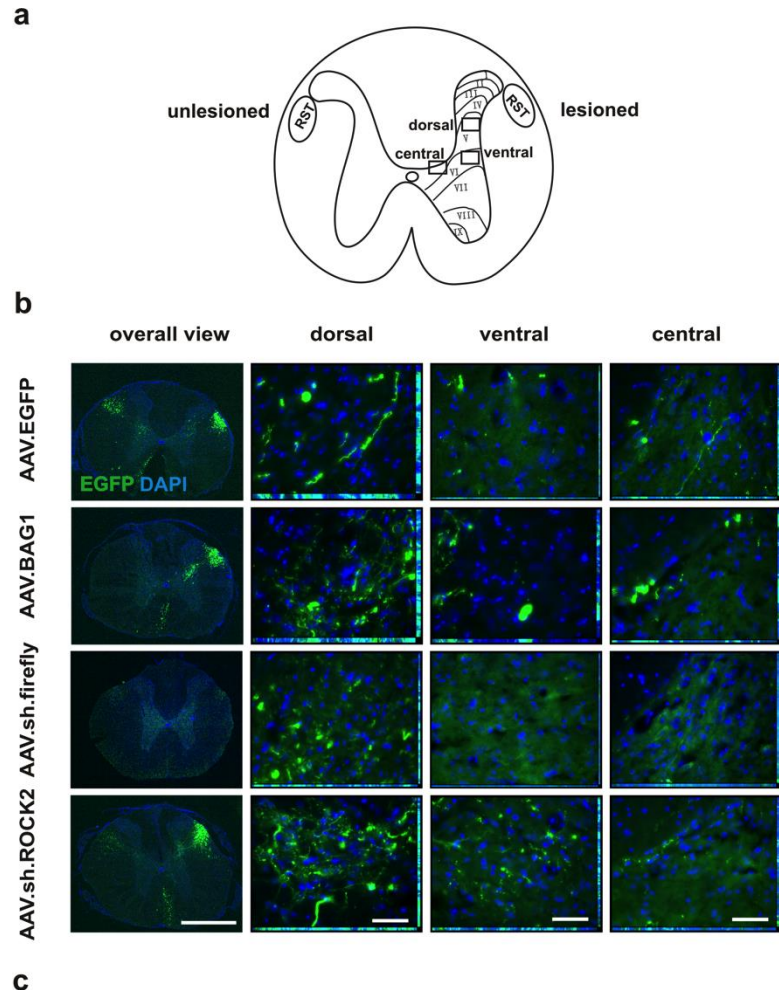 a
unlesioned
lesioned
RST
RST
I
II
III
IV
V
VI
VII
VIII
IX
dorsal
central
ventral
b
overall view dorsal ventral central
AAV.EGFP
EGFP DAPI
AAV.BAG1
AAV.sh.firefly
AAV.sh.ROCK2
c